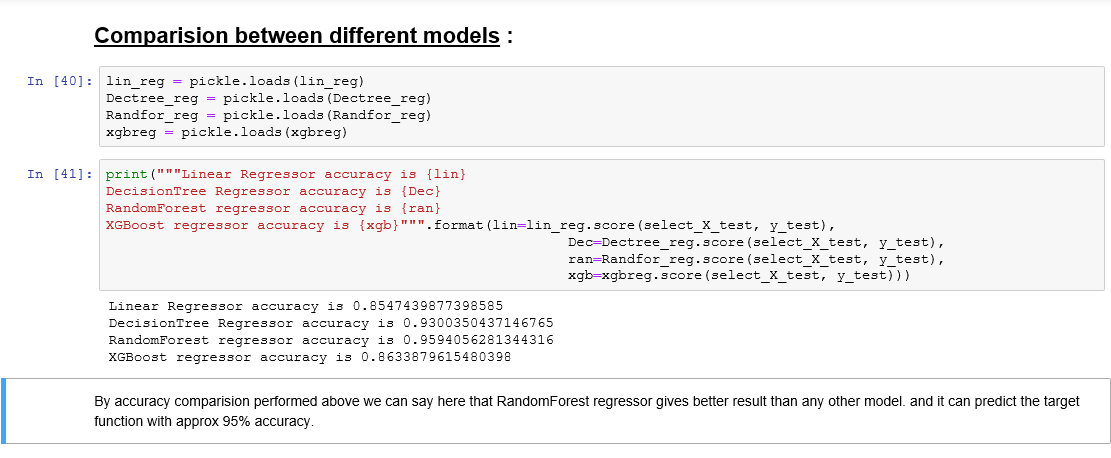 Comparision between different models :
In [40]: lin_reg = pickle.loads(lin_reg)
Dectree_reg = pickle.loads(Dectree_reg)
Randfor_reg = pickle.loads(Randfor_reg)
xgbreg = pickle.loads(xgbreg)
In [41]: print("""Linear Regressor accuracy is {lin}
DecisionTree Regressor accuracy is {Dec}
RandomForest regressor accuracy is {ran}
XGBoost regressor accuracy is {xgb}""".format(lin=lin_reg.score(select_X_test, y_test),
Dec=Dectree_reg.score(select_X_test, y_test),
ran=Randfor_reg.score(select_X_test, y_test),
xgb=xgbreg.score(select_X_test, y_test)))
Linear Regressor accuracy is 0.8547439877398585
DecisionTree Regressor accuracy is 0.9300350437146765
RandomForest regressor accuracy is 0.9594056281344316
XGBoost regressor accuracy is 0.8633879615480398
By accuracy comparision performed above we can say here that RandomForest regressor gives better result than any other model. and it can predict the target
function with approx 95% accuracy.